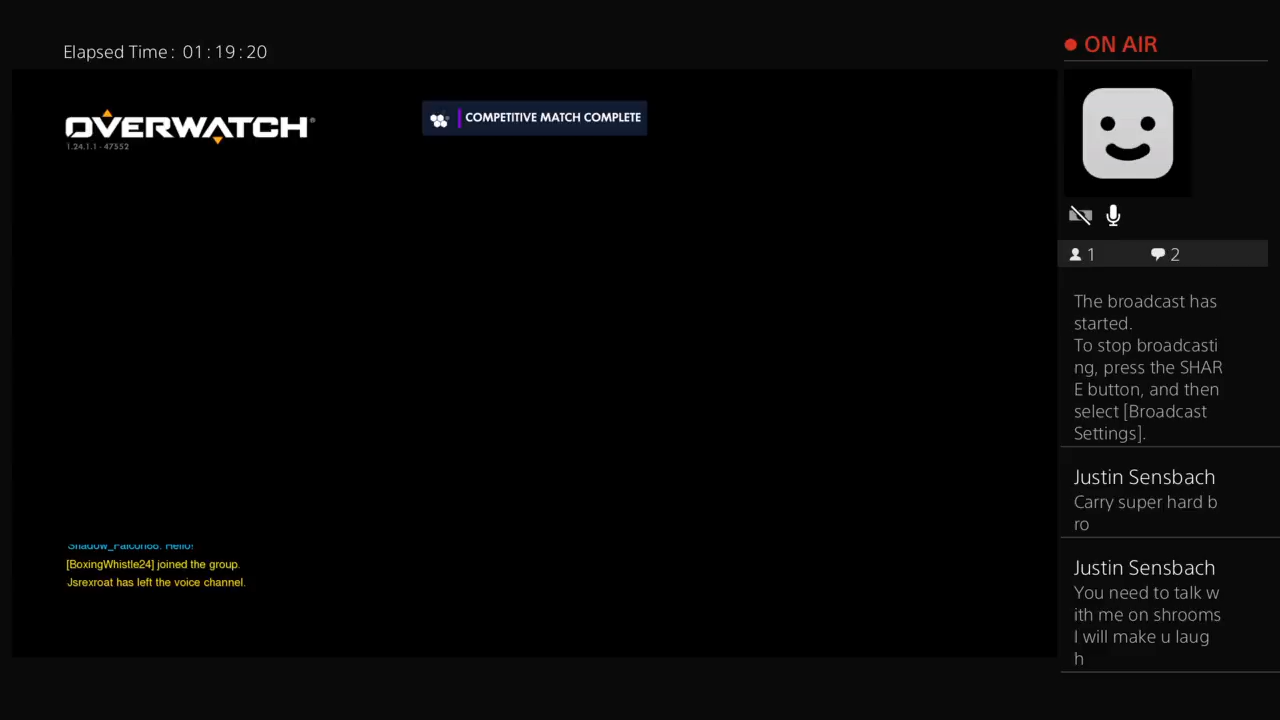 Elapsed Time: 01:19:20
ON AIR
OVERWATCH
1.24.1.1 - 47552
COMPETITIVE MATCH COMPLETE
1
2
The broadcast has
started.
To stop broadcasti
ng, press the SHAR
E button, and then
select [Broadcast
Settings].
Justin Sensbach
Carry super hard b
ro
Justin Sensbach
You need to talk w
ith me on shrooms
I will make u laug
h
Hello!
[BoxingWhistle24] joined the group.
Jsrexroat has left the voice channel.